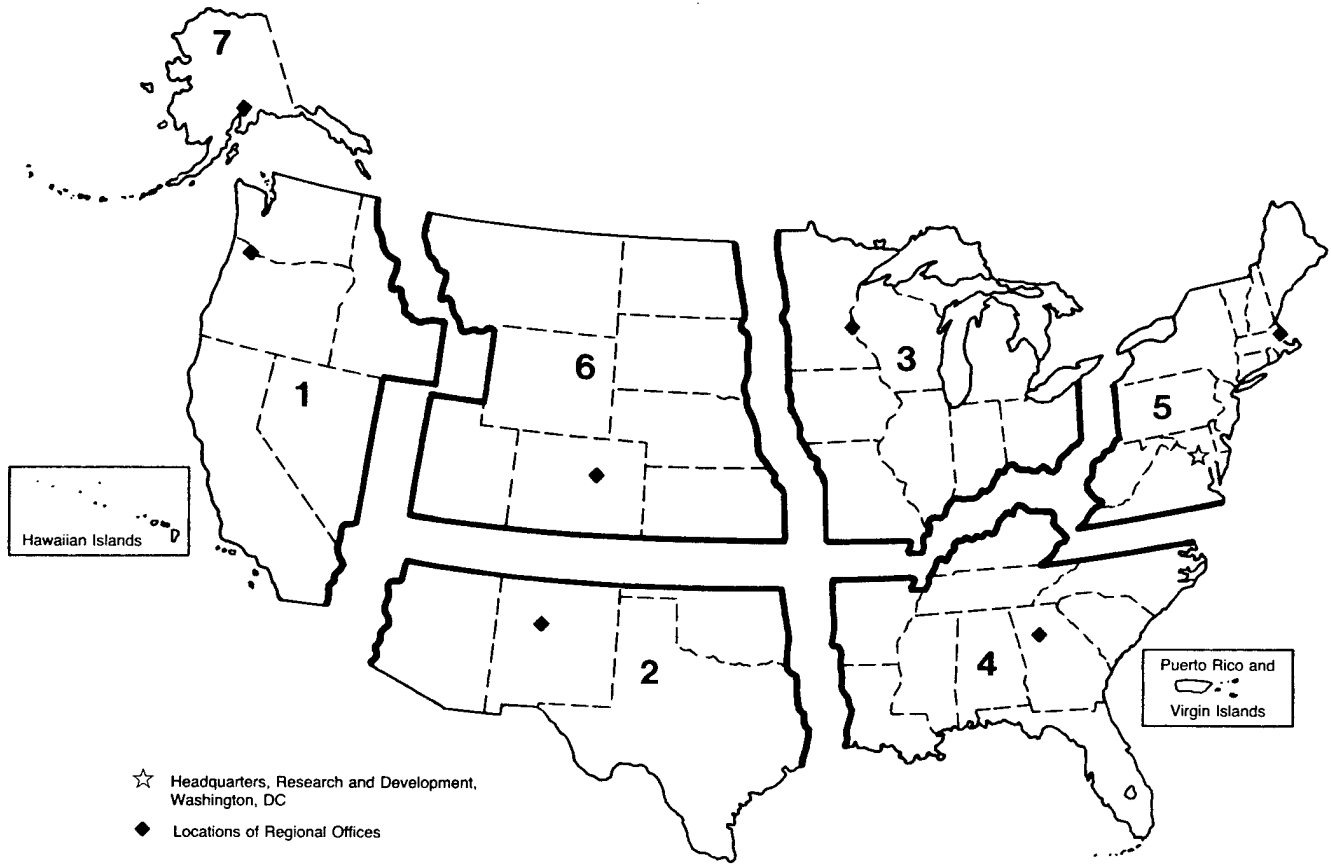 7
1
6
3
5
Hawaiian Islands
2
4
Puerto Rico and
Virgin Islands
Headquarters, Research and Development,
Washington, DC
Locations of Regional Offices